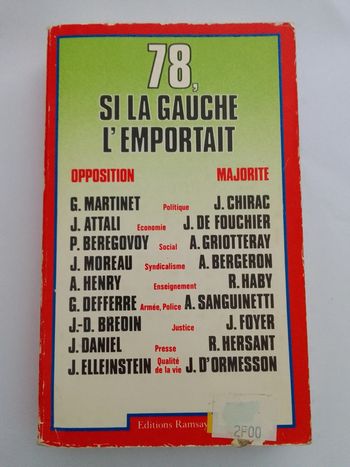 78,
SI LA GAUCHE
L'EMPORTAIT
OPPOSITION MAJORITE
G. MARTINET Politique J. CHIRAC
J. ATTALI Economie J. DE FOUCHIER
P. BEREGOVOY Social A. GRIOTTERAY
J. MOREAU Syndicalisme A. BERGERON
A. HENRY Enseignement R. HABY
G. DEFFERRE Armée, Police A. SANGUINETTI
J.-D. BREDIN Justice J. FOYER
J. DANIEL Presse R. HERSANT
J. ELLEINSTEIN Qualité de la vie J. D'ORMESSON
Editions Ramsay
2F00